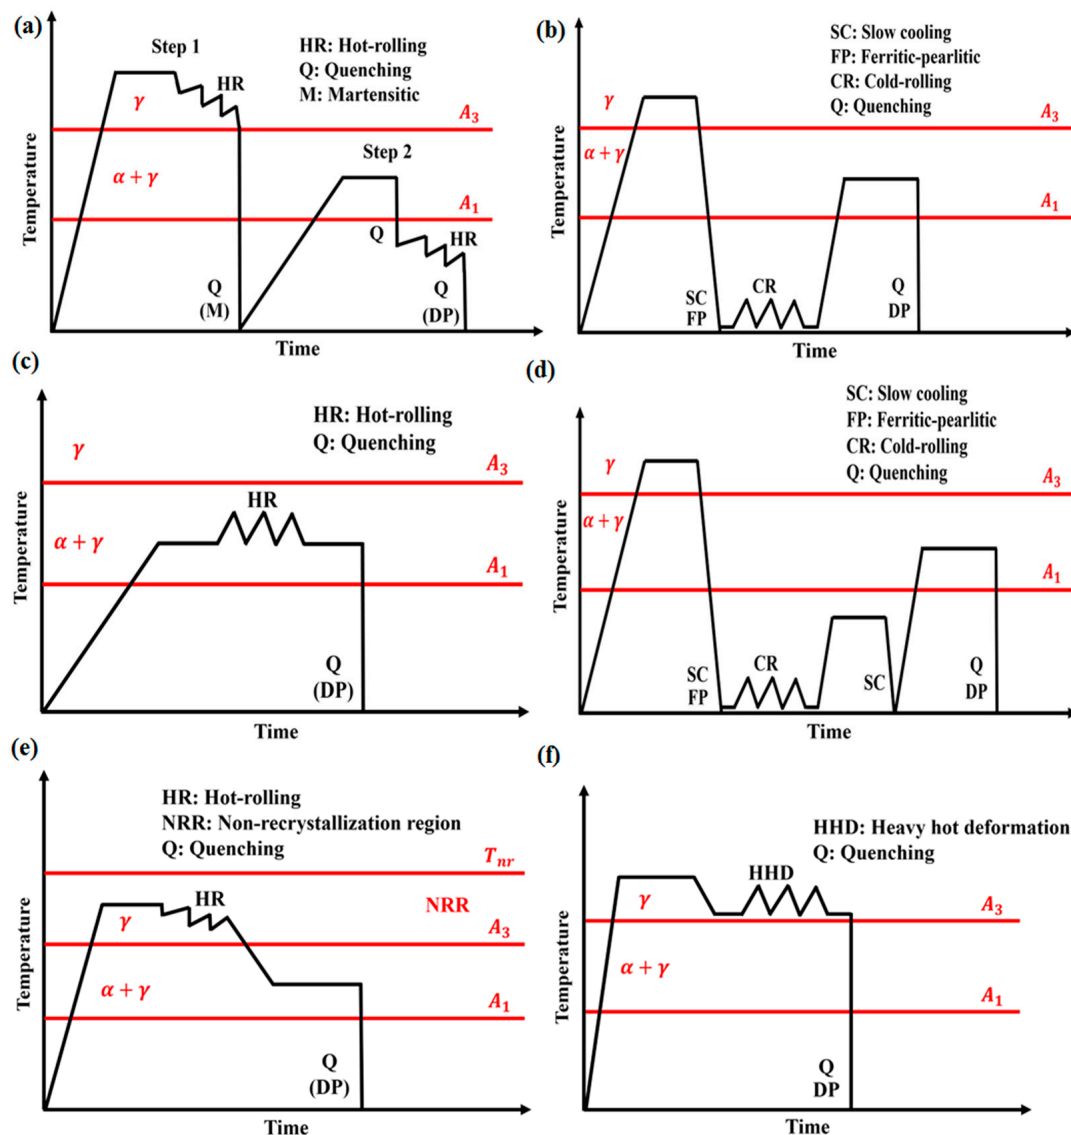 (a)
Step 1
HR: Hot-rolling
Q: Quenching
M: Martensitic
HR
γ
A3
Step 2
α + γ
A1
Q
HR
Q
(M)
Q
(DP)
Temperature
Time
(b)
SC: Slow cooling
FP: Ferritic-pearlitic
CR: Cold-rolling
Q: Quenching
γ
A3
α + γ
A1
CR
SC
FP
Q
DP
Temperature
Time
(c)
HR: Hot-rolling
Q: Quenching
γ
A3
HR
α + γ
A1
Q
(DP)
Temperature
Time
(d)
SC: Slow cooling
FP: Ferritic-pearlitic
CR: Cold-rolling
Q: Quenching
γ
A3
α + γ
A1
CR
SC
FP
SC
Q
DP
Temperature
Time
(e)
HR: Hot-rolling
NRR: Non-recrystallization region
Q: Quenching
Tnr
HR
NRR
γ
A3
α + γ
A1
Q
(DP)
Temperature
Time
(f)
HHD: Heavy hot deformation
Q: Quenching
HHD
γ
A3
α + γ
A1
Q
DP
Temperature
Time